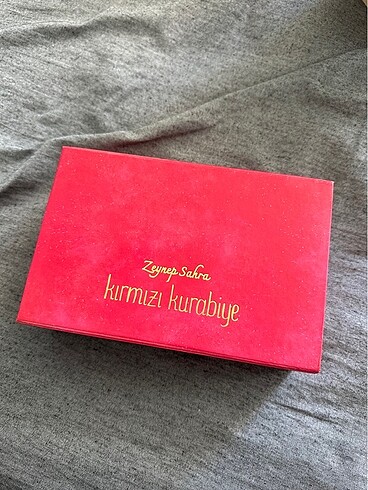 Zeynep Sahra
kırmızı kurabiye